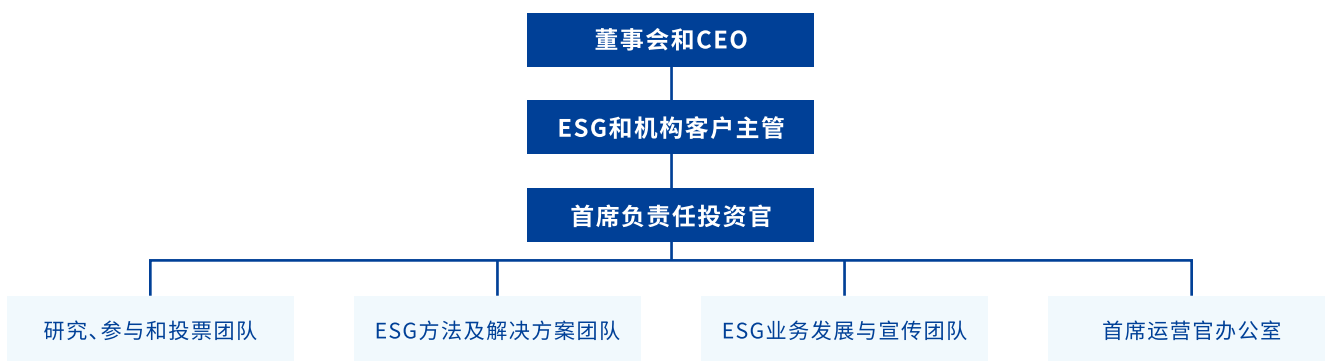 董事会和CEO
ESG和机构客户主管
首席负责任投资官
研究、参与和投票团队
ESG方法及解决方案团队
ESG业务发展与宣传团队
首席运营官办公室